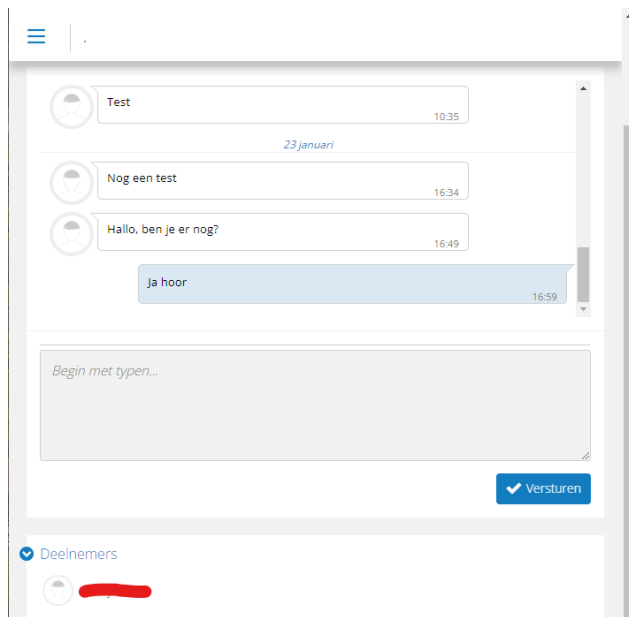 .
Test
10:35
23 januari
Nog een test
16:34
Hallo, ben je er nog?
16:49
Ja hoor
16:59
Begin met typen...
Versturen
Deelnemers